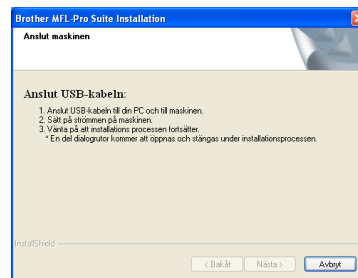 Brother MFL-Pro Suite Installation
Anslut maskinen
Anslut USB-kabeln:
1. Anslut USB-kabeln till din PC och till maskinen.
2. Sätt på strömmen på maskinen.
3. Vänta på att installations processen fortsätter.
* En del dialogrutor kommer att öppnas och stängas under installationsprocessen.
InstallShield
< Bakåt Nästa > Avbryt